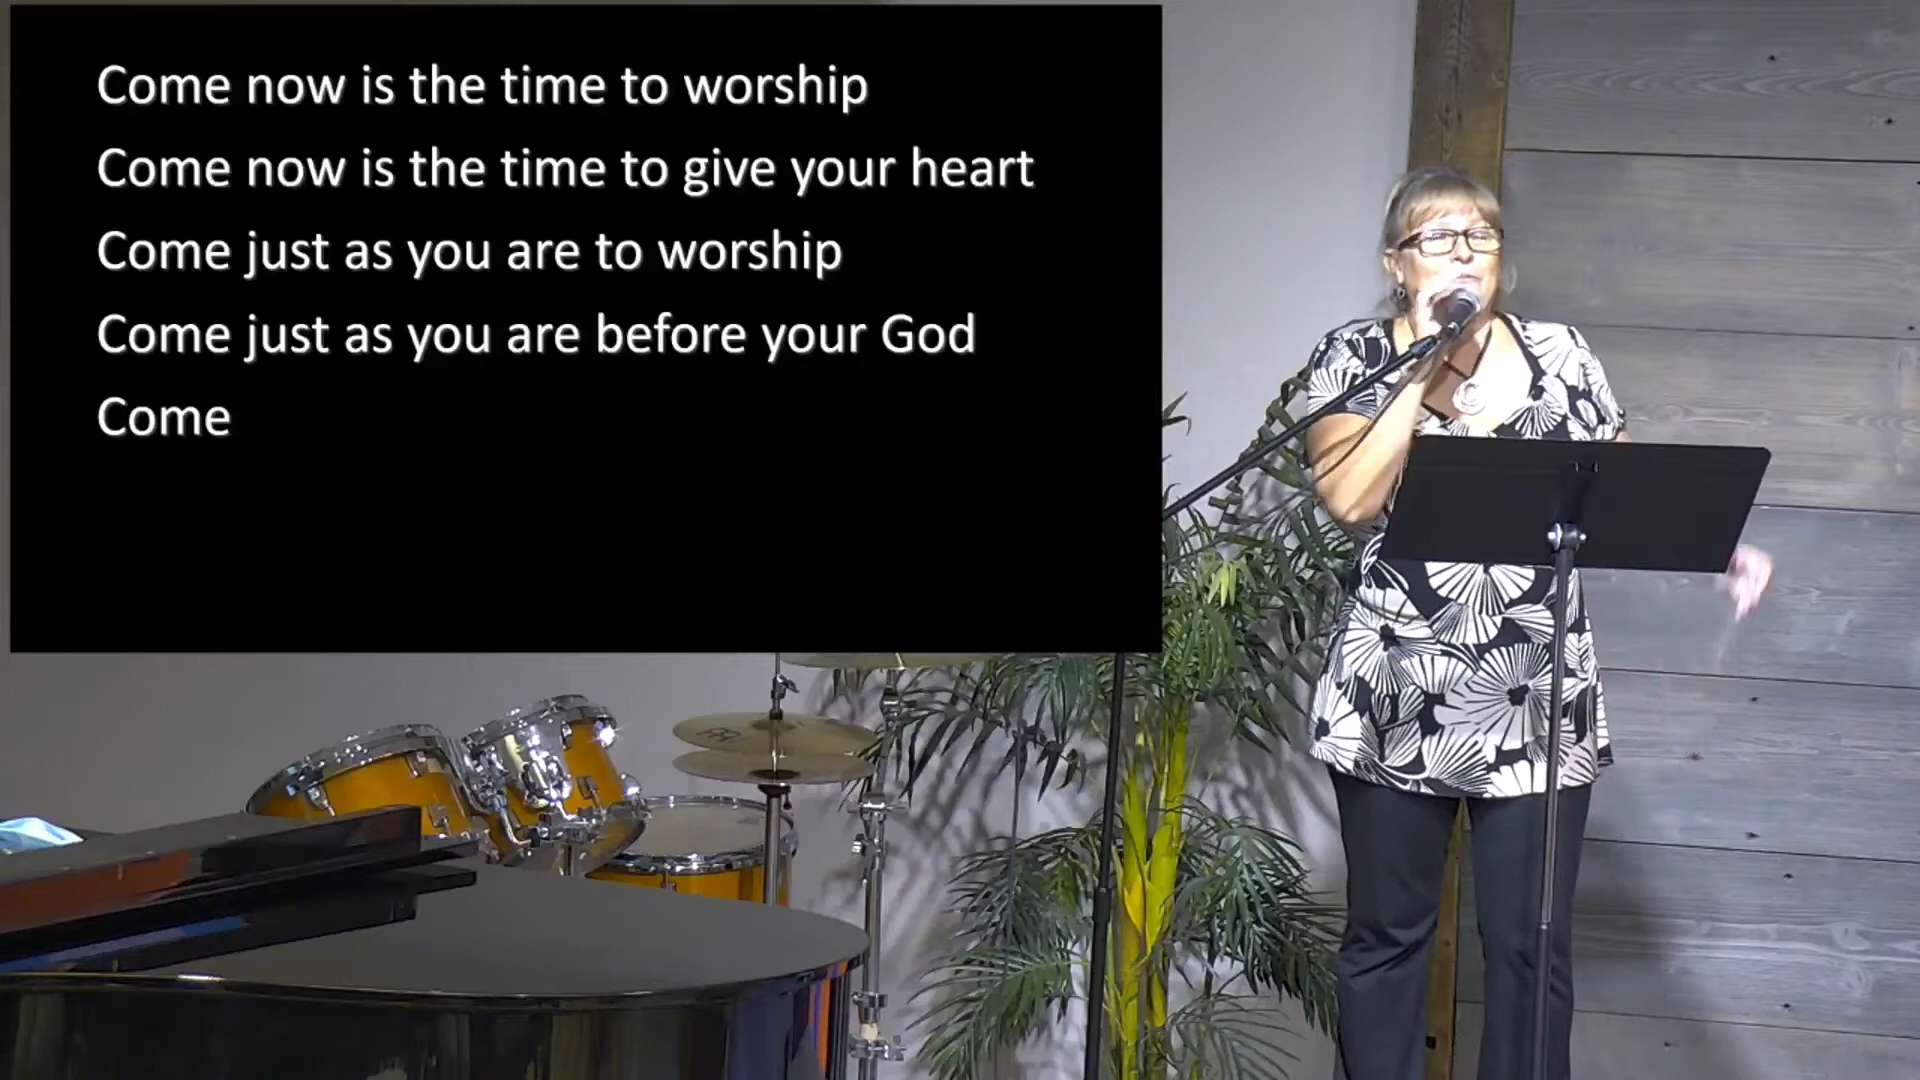 Come now is the time to worship
Come now is the time to give your heart
Come just as you are to worship
Come just as you are before your God
Come